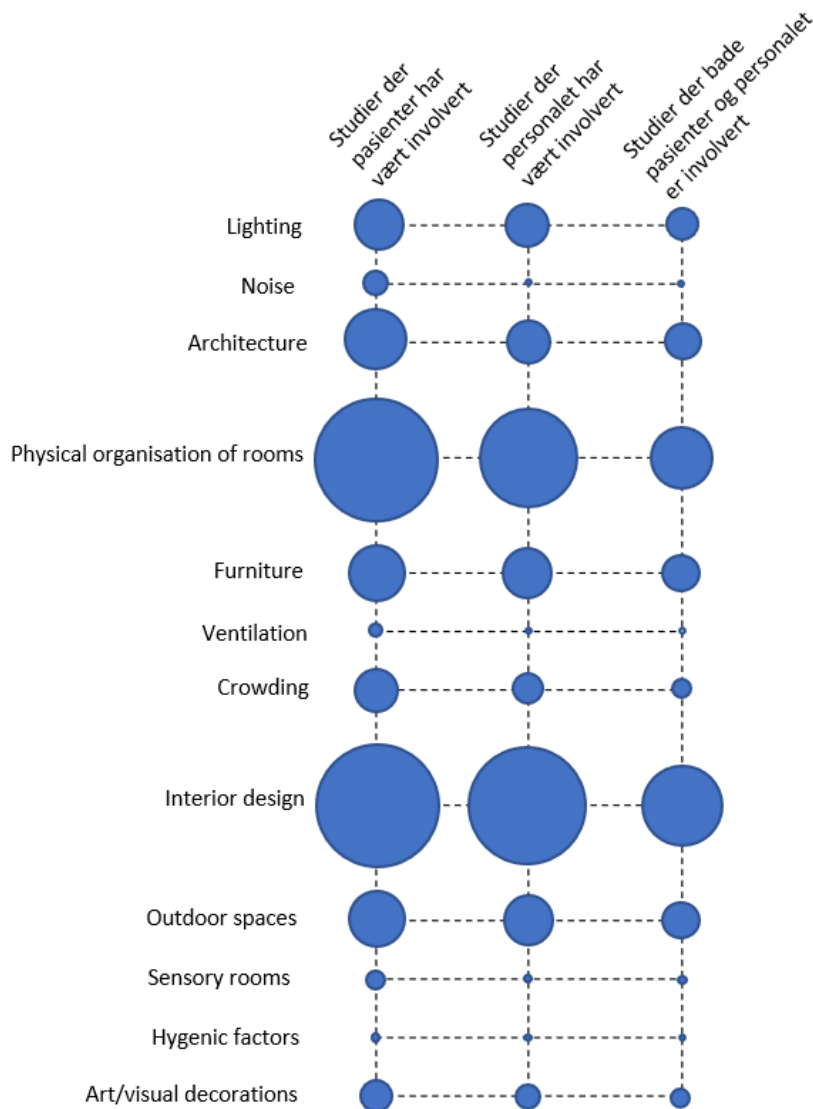 Studier der
pasienter har
vært involvert
Studier der
personalet har
vært involvert
Studier der bade
pasienter og personalet
er involvert
Lighting
Noise
Architecture
Physical organisation of rooms
Furniture
Ventilation
Crowding
Interior design
Outdoor spaces
Sensory rooms
Hygenic factors
Art/visual decorations